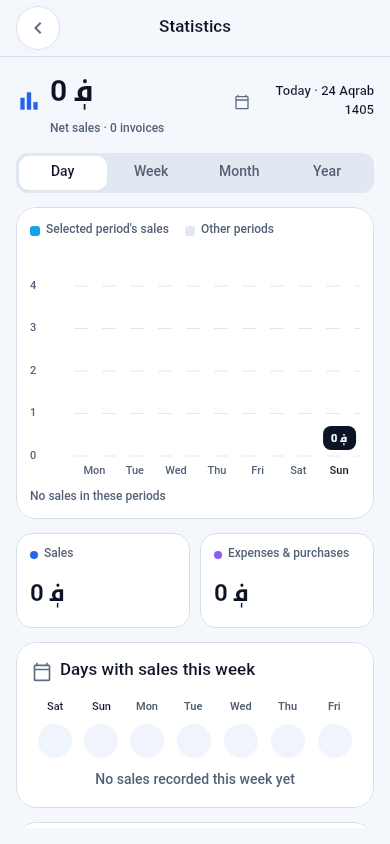 Statistics
0 ؋
Net sales · 0 invoices
Today · 24 Aqrab
1405
Day Week Month Year
Selected period's sales Other periods
4
3
2
1
0
0 ؋
Mon Tue Wed Thu Fri Sat Sun
No sales in these periods
Sales Expenses & purchases
0 ؋ 0 ؋
Days with sales this week
Sat Sun Mon Tue Wed Thu Fri
No sales recorded this week yet